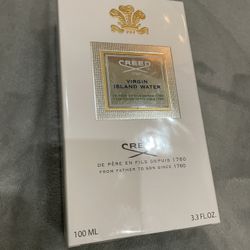 CREED
VIRGIN
ISLAND WATER
CREED
DE PÈRE EN FILS DEPUIS 1760
FROM FATHER TO SON SINCE 1760
100 ML
3.3 FL.OZ.